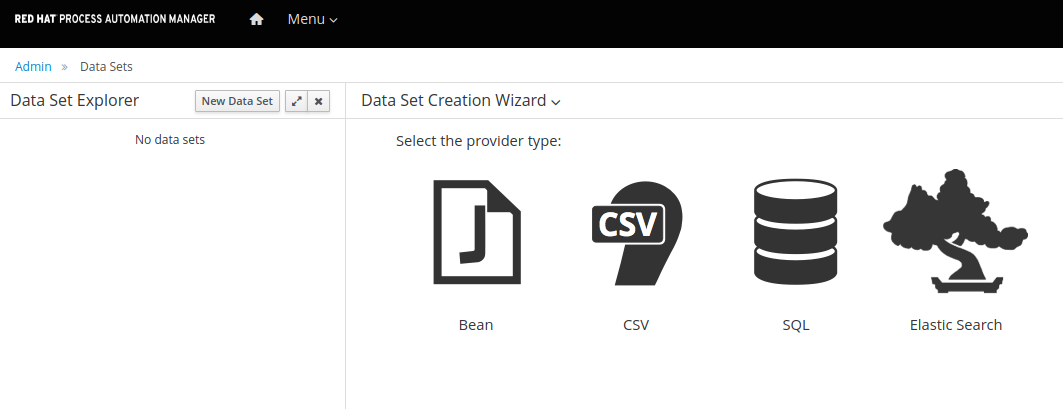 RED HAT PROCESS AUTOMATION MANAGER
Menu
Admin » Data Sets
Data Set Explorer
New Data Set
No data sets
Data Set Creation Wizard
Select the provider type:
J
CSV
Bean
CSV
SQL
Elastic Search